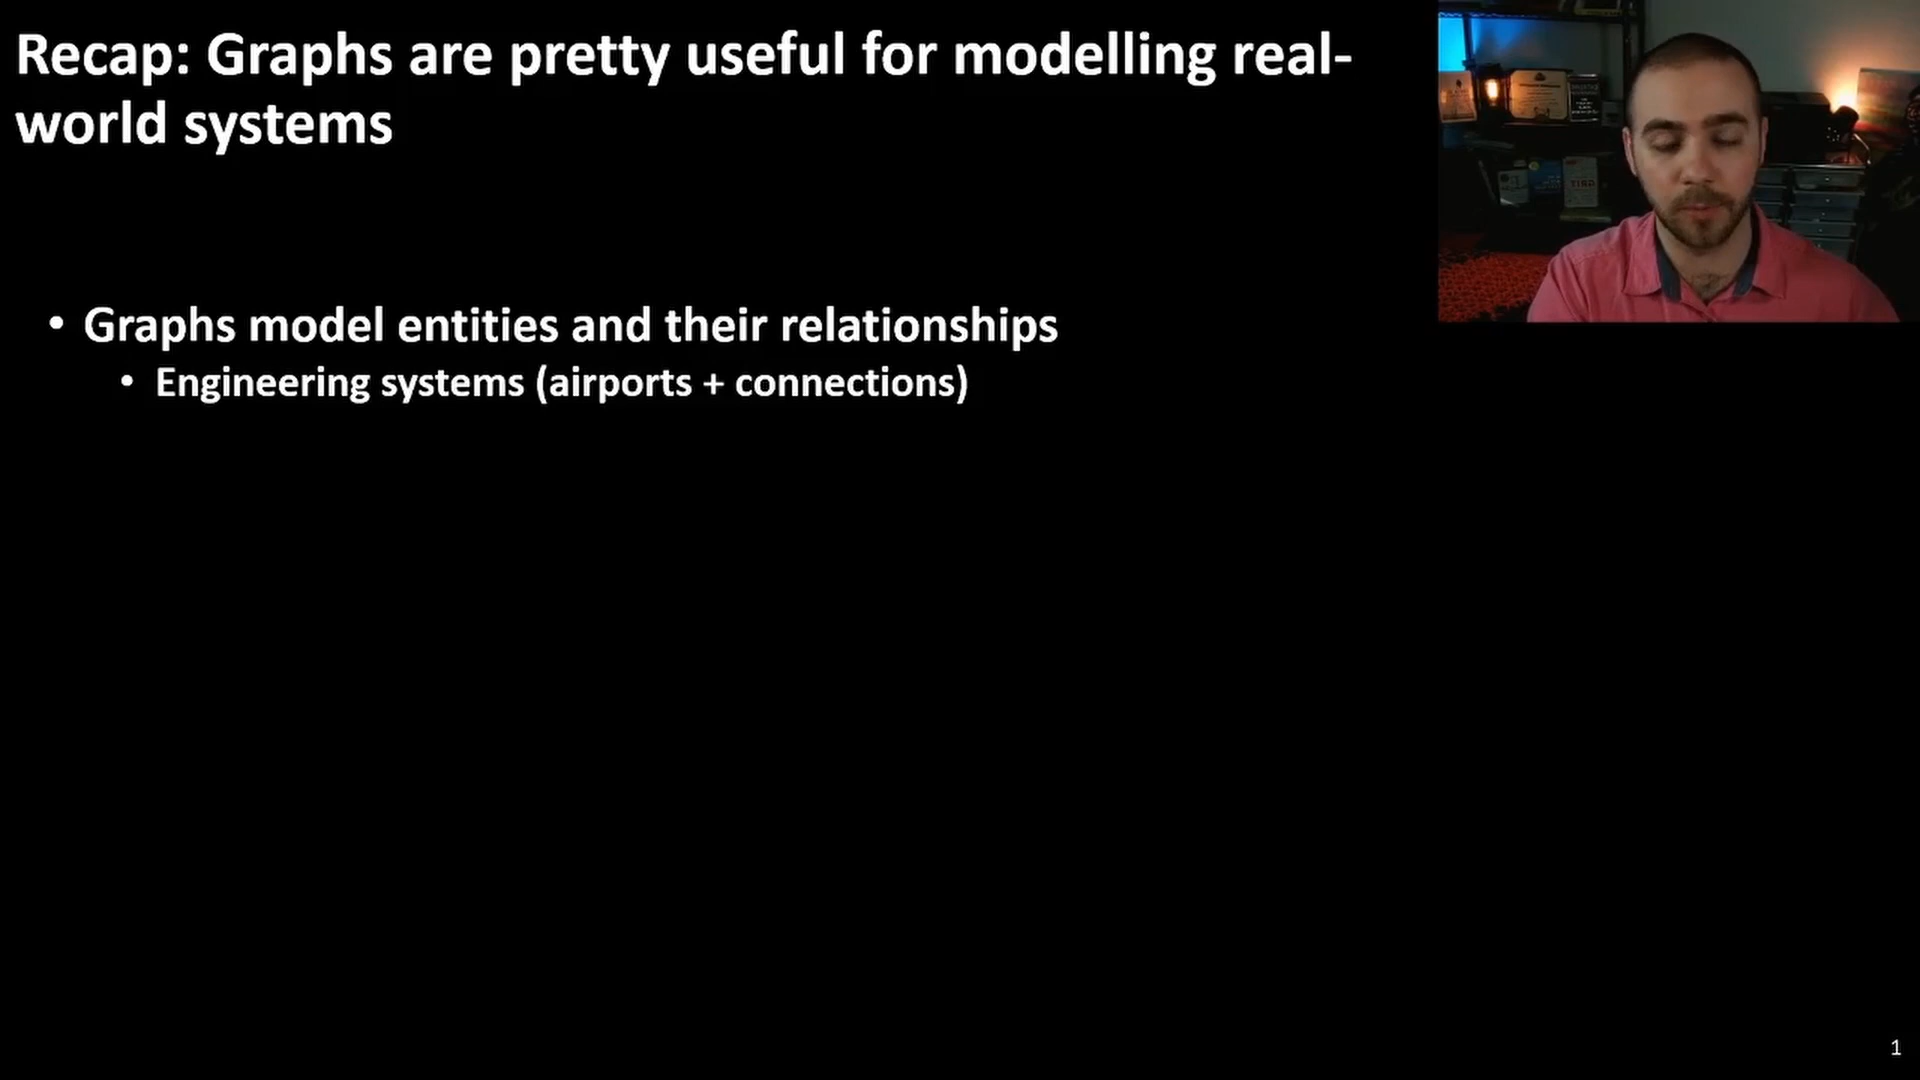 Recap: Graphs are pretty useful for modelling real-
world systems
• Graphs model entities and their relationships
• Engineering systems (airports + connections)
1